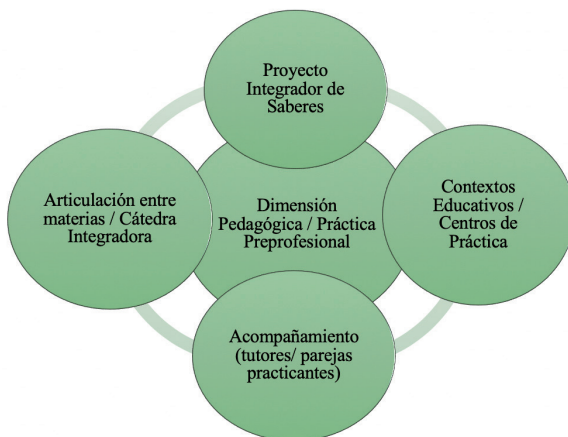 Proyecto
Integrador de
Saberes
Articulación entre
materias / Cátedra
Integradora
Dimensión
Pedagógica / Práctica
Preprofesional
Contextos
Educativos /
Centros de
Práctica
Acompañamiento
(tutores/ parejas
practicantes)